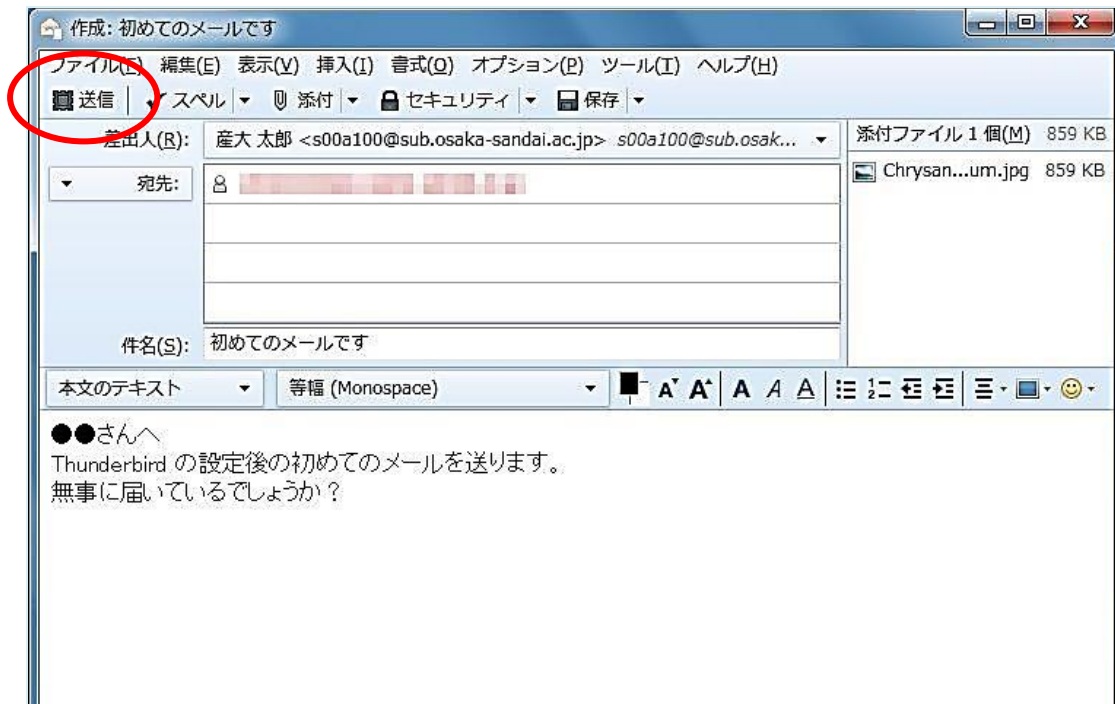 作成: 初めてのメールです
ファイル(F) 編集(E) 表示(V) 挿入(I) 書式(O) オプション(P) ツール(T) ヘルプ(H)
送信 スペル 添付 セキュリティ 保存
差出人(R): 産大 太郎 <s00a100@sub.osaka-sandai.ac.jp> s00a100@sub.osak...
添付ファイル 1 個(M) 859 KB
Chrysan...um.jpg 859 KB
宛先:
件名(S): 初めてのメールです
本文のテキスト 等幅 (Monospace)
●●さんへ
Thunderbird の設定後の初めてのメールを送ります。
無事に届いているでしょうか？